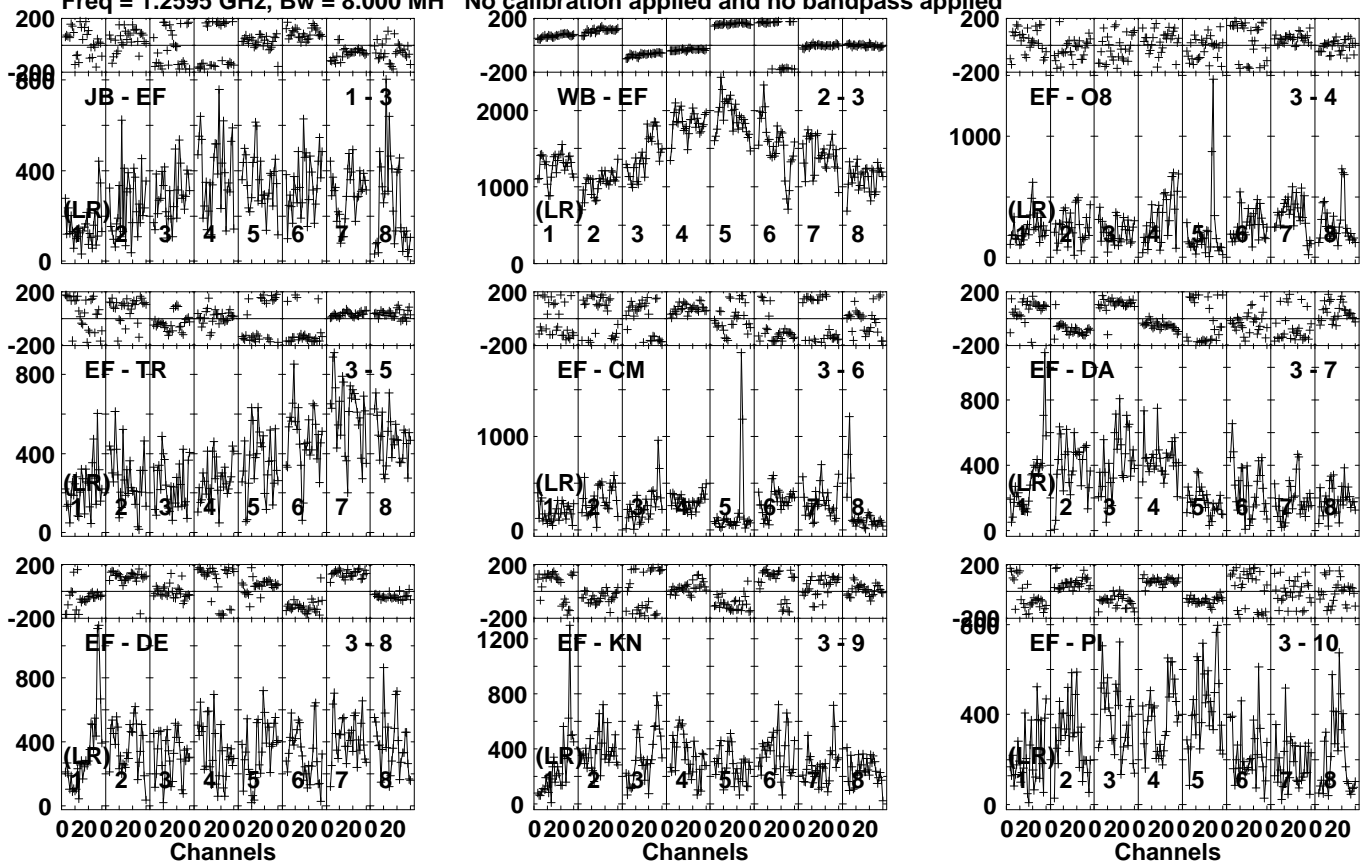 Freq = 1.2595 GHz, Bw = 8.000 MH No calibration applied and no bandpass applied
200
-200
JB - EF 1 - 3
400
0
(LR)
1 2 3 4 5 6 7 8
200
-200
WB - EF 2 - 3
2000
1000
0
(LR)
1 2 3 4 5 6 7 8
200
-200
EF - O8 3 - 4
1000
0
(LR)
1 2 3 4 5 6 7 8
200
-200
EF - TR 3 - 5
800
400
0
(LR)
1 2 3 4 5 6 7 8
200
-200
EF - CM 3 - 6
1000
0
(LR)
1 2 3 4 5 6 7 8
200
-200
EF - DA 3 - 7
800
400
0
(LR)
1 2 3 4 5 6 7 8
200
-200
EF - DE 3 - 8
800
400
0
(LR)
1 2 3 4 5 6 7 8
200
-200
EF - KN 3 - 9
1200
800
400
0
(LR)
1 2 3 4 5 6 7 8
200
-200
EF - PI 3 - 10
400
0
(LR)
1 2 3 4 5 6 7 8
0 20 0 20 0 20 0 20 0 20 0 20 0 20 0 20
Channels
0 20 0 20 0 20 0 20 0 20 0 20 0 20 0 20
Channels
0 20 0 20 0 20 0 20 0 20 0 20 0 20 0 20
Channels